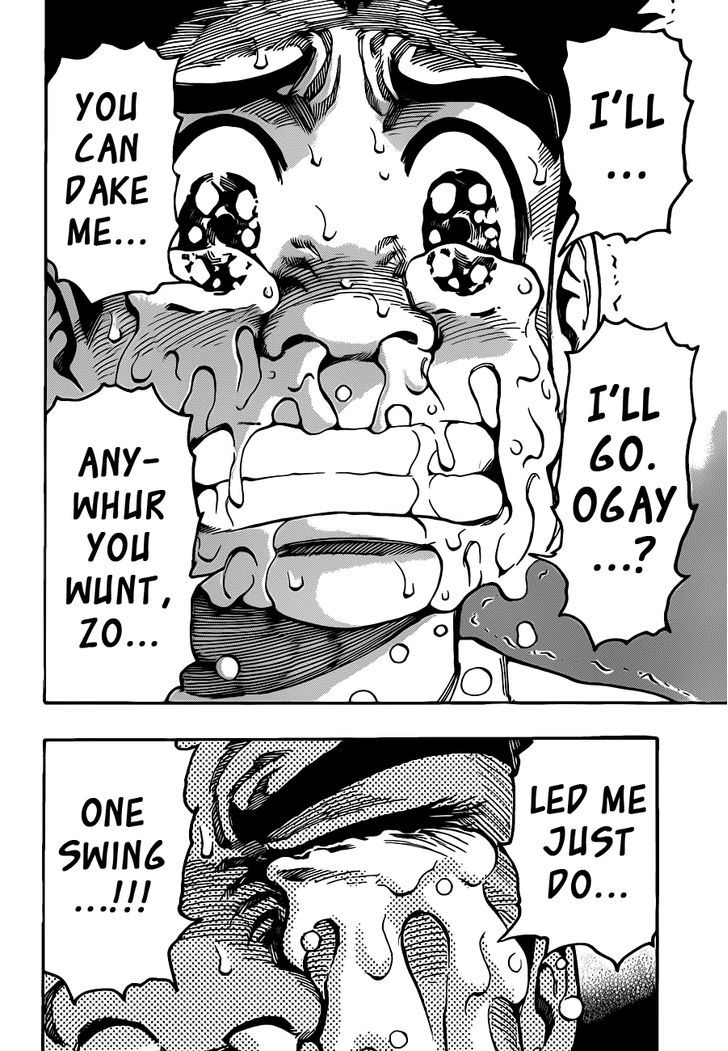 I'LL
...
I'LL
GO.
OGAY
...?
YOU
CAN
DAKE
ME...
ANY-
WHUR
YOU
WUNT,
ZO...
LED ME
JUST
DO...
ONE
SWING
...!!!